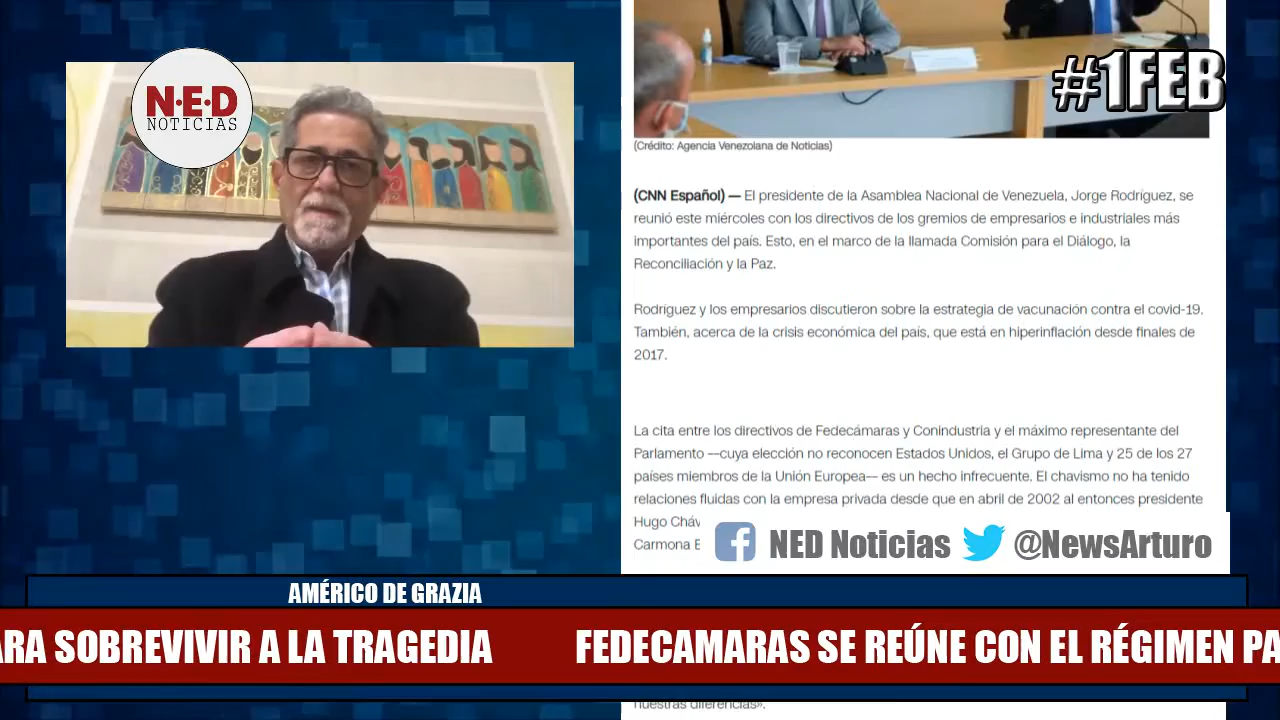 N·E·D
NOTICIAS
#1FEB
(Crédito: Agencia Venezolana de Noticias)
(CNN Español) — El presidente de la Asamblea Nacional de Venezuela, Jorge Rodríguez, se
reunió este miércoles con los directivos de los gremios de empresarios e industriales más
importantes del país. Esto, en el marco de la llamada Comisión para el Diálogo, la
Reconciliación y la Paz.
Rodríguez y los empresarios discutieron sobre la estrategia de vacunación contra el covid-19.
También, acerca de la crisis económica del país, que está en hiperinflación desde finales de
2017.
La cita entre los directivos de Fedecámaras y Conindustria y el máximo representante del
Parlamento —cuya elección no reconocen Estados Unidos, el Grupo de Lima y 25 de los 27
países miembros de la Unión Europea— es un hecho infrecuente. El chavismo no ha tenido
relaciones fluidas con la empresa privada desde que en abril de 2002 al entonces presidente
Hugo Cháv
Carmona E
NED Noticias @NewsArturo
AMÉRICO DE GRAZIA
ARA SOBREVIVIR A LA TRAGEDIA FEDECAMARAS SE REÚNE CON EL RÉGIMEN PA
nuestras diferencias».